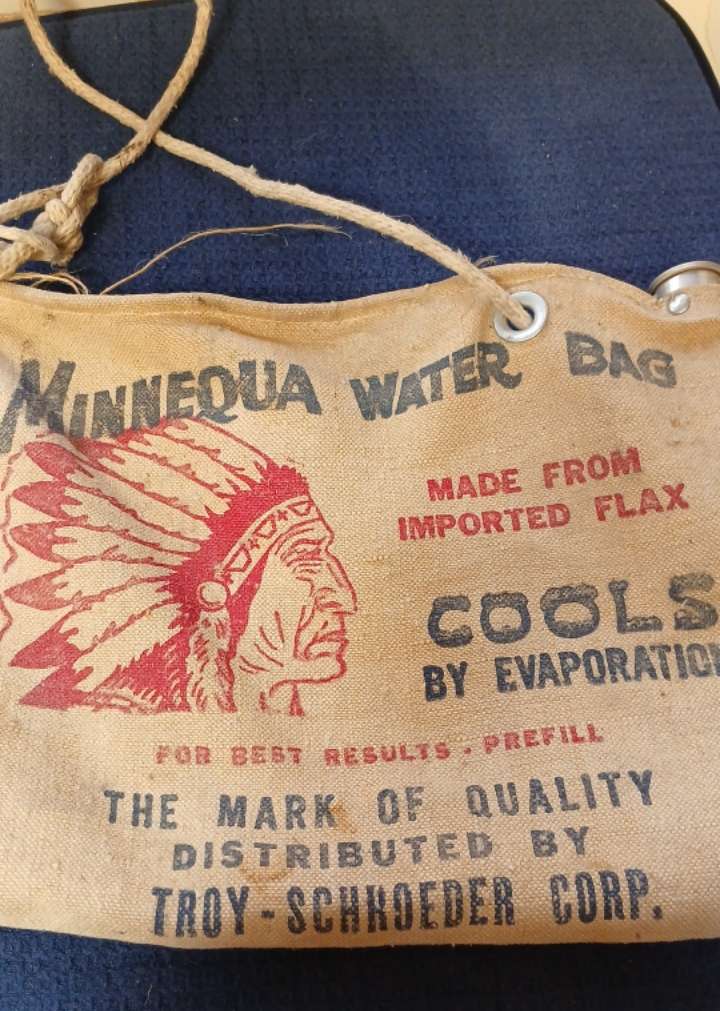 MINNEQUA WATER BAG
MADE FROM
IMPORTED FLAX
COOLS
BY EVAPORATIO
FOR BEST RESULTS - PREFILL
THE MARK OF QUALITY
DISTRIBUTED BY
TROY-SCHROEDER CORP.